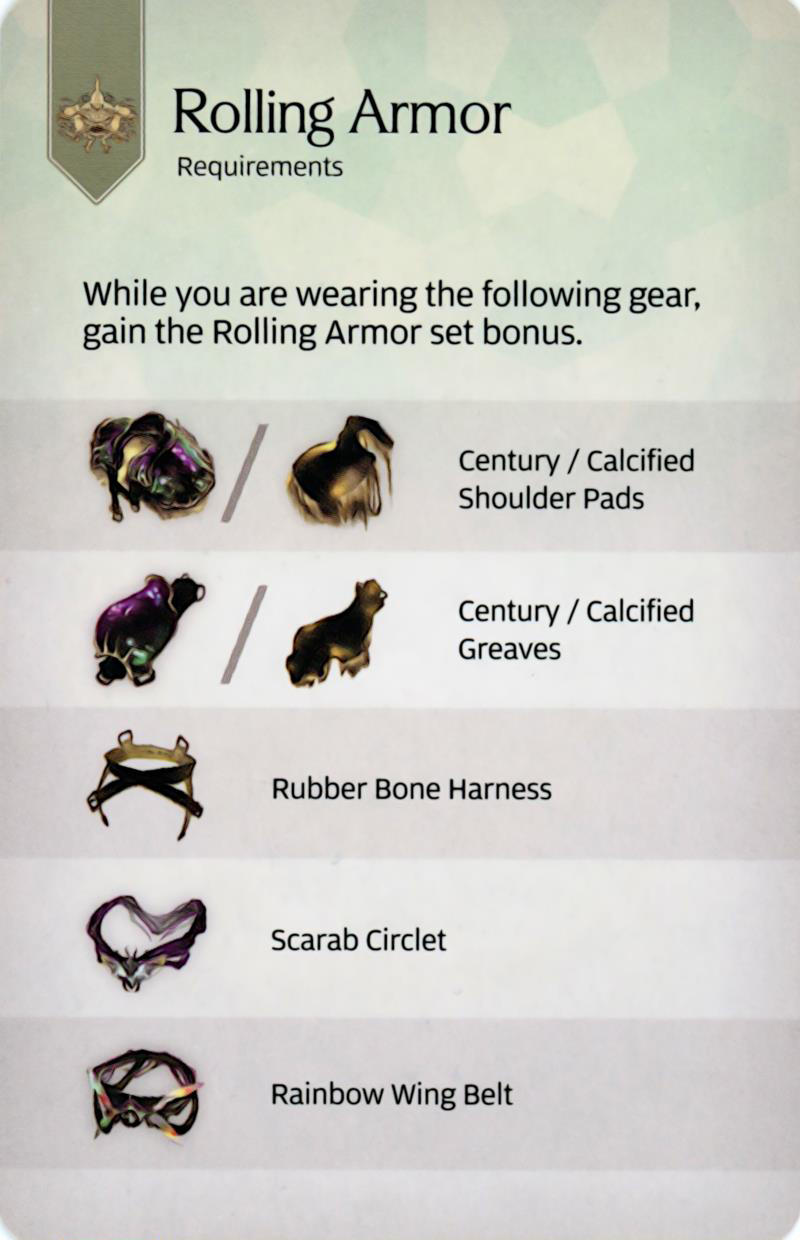 Rolling Armor
Requirements
While you are wearing the following gear,
gain the Rolling Armor set bonus.
Century / Calcified
Shoulder Pads
Century / Calcified
Greaves
Rubber Bone Harness
Scarab Circlet
Rainbow Wing Belt